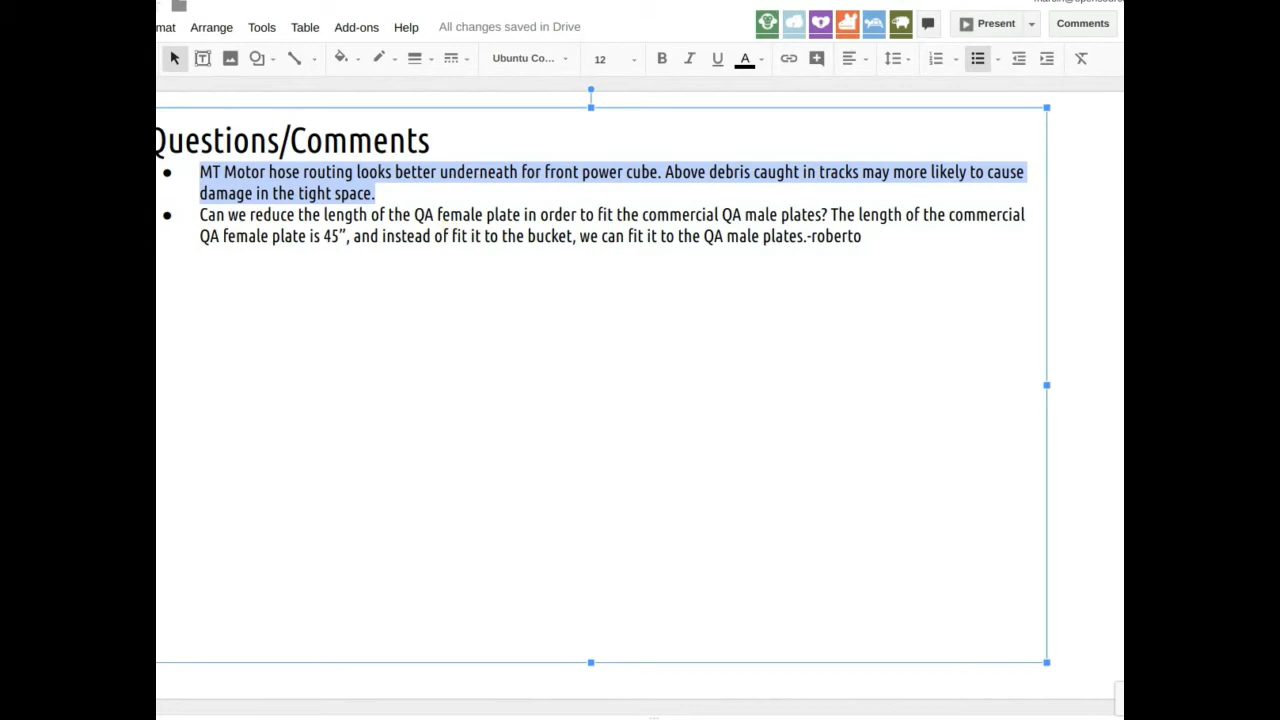 mat Arrange Tools Table Add-ons Help All changes saved in Drive Present Comments
Ubuntu Co... 12 B I U A
Questions/Comments
● MT Motor hose routing looks better underneath for front power cube. Above debris caught in tracks may more likely to cause
damage in the tight space.
● Can we reduce the length of the QA female plate in order to fit the commercial QA male plates? The length of the commercial
QA female plate is 45”, and instead of fit it to the bucket, we can fit it to the QA male plates.-roberto